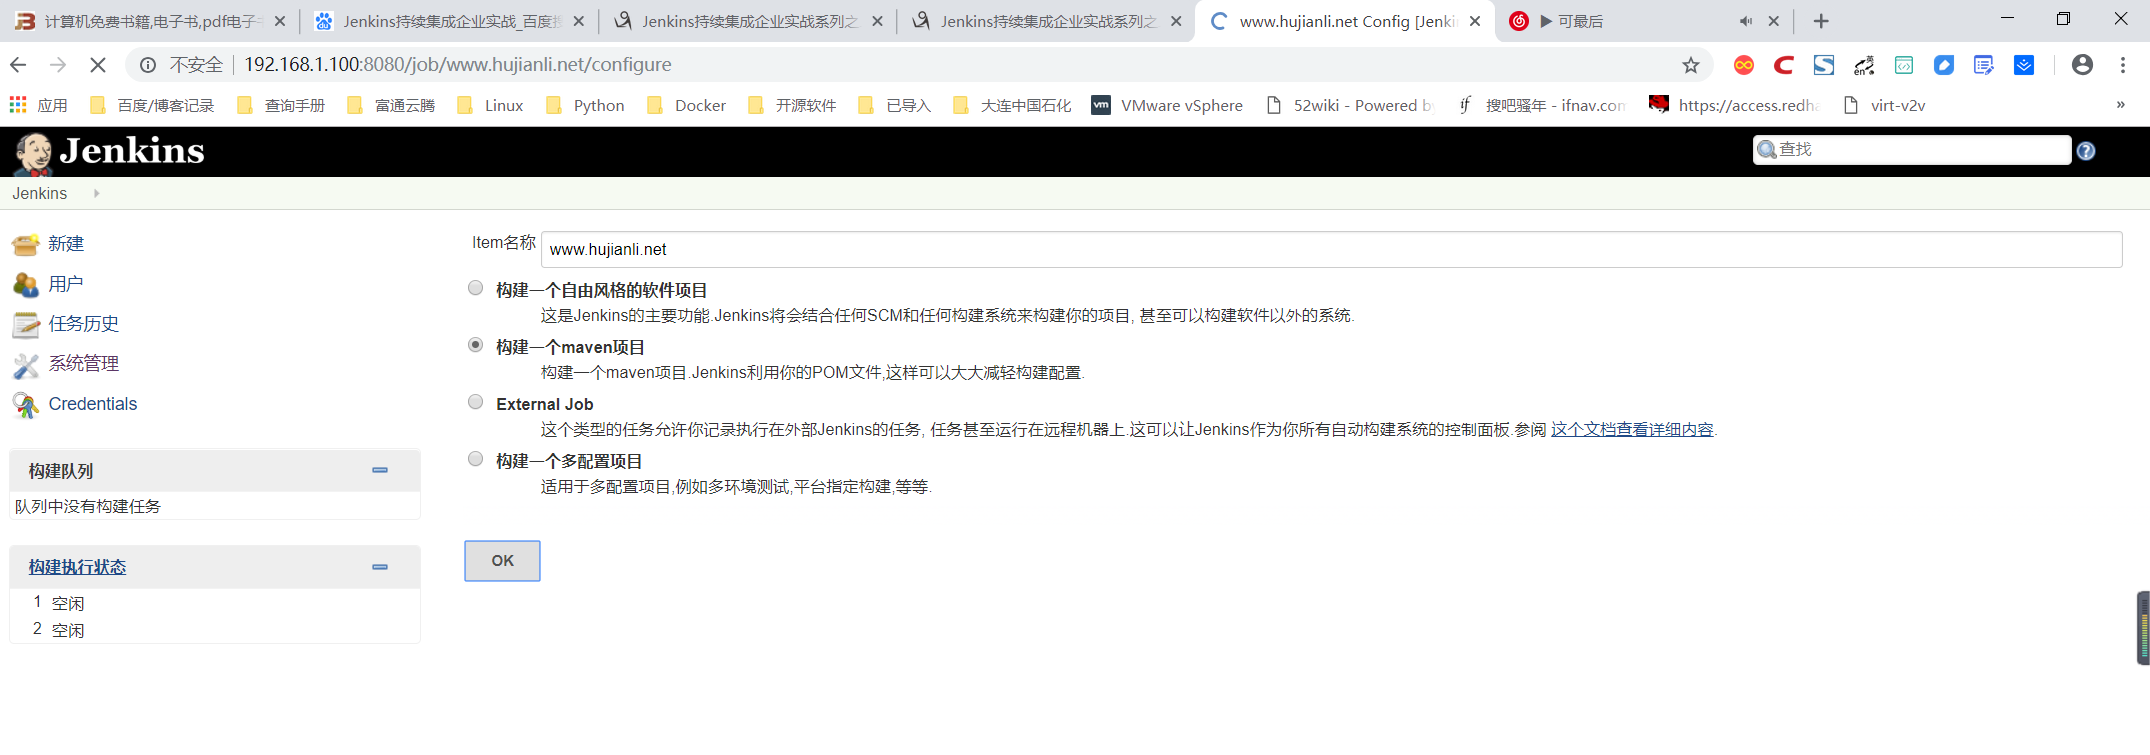 计算机免费书籍,电子书,pdf电子书
Jenkins持续集成企业实战_百度搜
Jenkins持续集成企业实战系列之
Jenkins持续集成企业实战系列之
www.hujianli.net Config [Jenkin
▶ 可最后
不安全 | 192.168.1.100:8080/job/www.hujianli.net/configure
应用
百度/博客记录
查询手册
富通云腾
Linux
Python
Docker
开源软件
已导入
大连中国石化
vm VMware vSphere
52wiki - Powered by
if 搜吧骚年 - ifnav.com
https://access.redha
virt-v2v
»
Jenkins
查找
Jenkins
新建
用户
任务历史
系统管理
Credentials
构建队列
队列中没有构建任务
构建执行状态
1 空闲
2 空闲
Item名称 www.hujianli.net
构建一个自由风格的软件项目
这是Jenkins的主要功能.Jenkins将会结合任何SCM和任何构建系统来构建你的项目, 甚至可以构建软件以外的系统.
构建一个maven项目
构建一个maven项目.Jenkins利用你的POM文件,这样可以大大减轻构建配置.
External Job
这个类型的任务允许你记录执行在外部Jenkins的任务, 任务甚至运行在远程机器上.这可以让Jenkins作为你所有自动构建系统的控制面板.参阅 这个文档查看详细内容.
构建一个多配置项目
适用于多配置项目,例如多环境测试,平台指定构建,等等.
OK